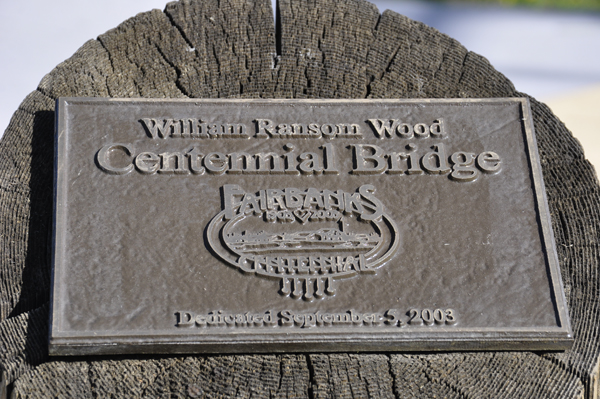 William Ransom Wood
Centennial Bridge
FAIRBANKS
CENTENNIAL
Dedicated September 5, 2003